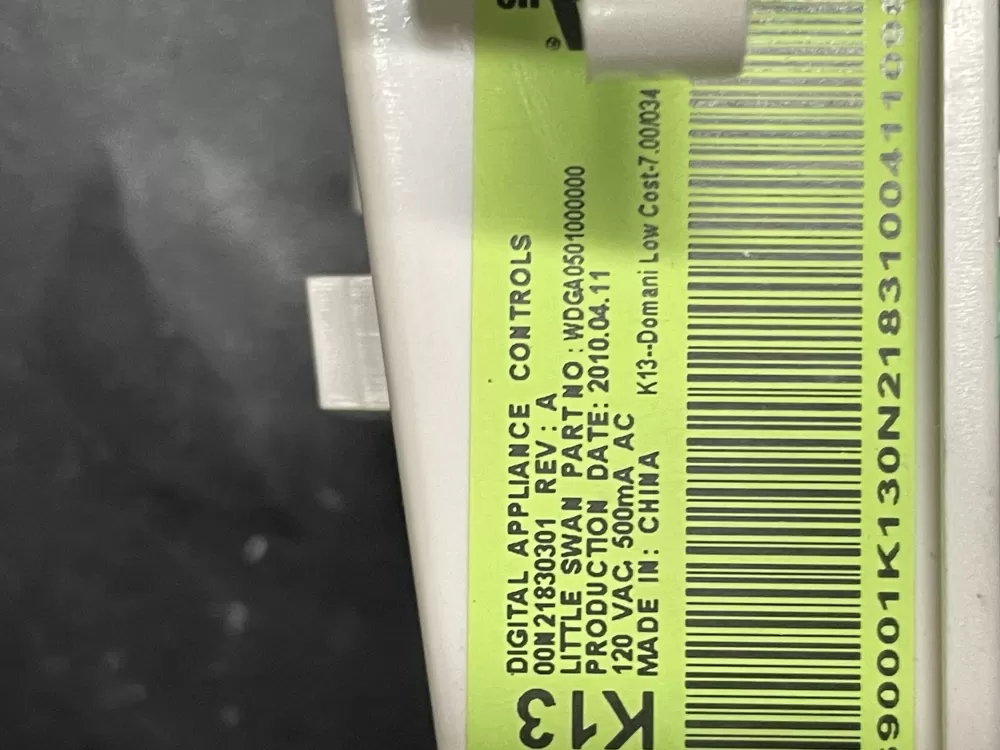 DIGITAL APPLIANCE CONTROLS
00N21830301 REV: A
LITTLE SWAN PART NO: WDGA0501000000
PRODUCTION DATE: 2010.04.11
120 VAC, 500mA AC
MADE IN: CHINA
K13--Domani Low Cost-7.00/034
K13
90001K130N2183100411